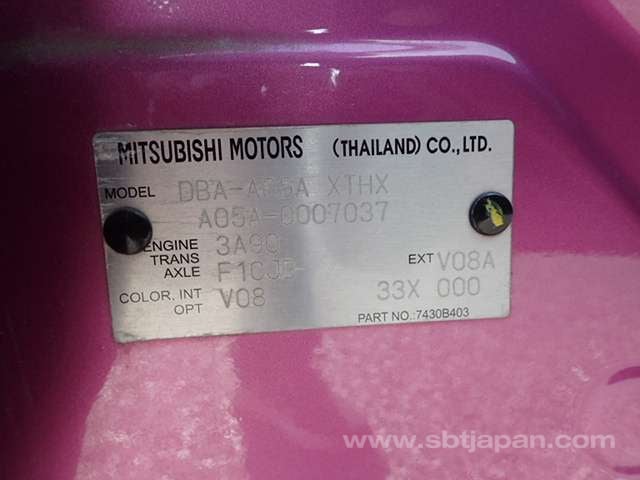 MITSUBISHI MOTORS (THAILAND) CO.,LTD.
MODEL DBA-A05A XTHX
A05A-0007037
ENGINE 3A90
TRANS
AXLE F1CJD- EXT V08A
COLOR. INT V08 33X 000
OPT
PART NO.:7430B403
www.sbtjapan.com